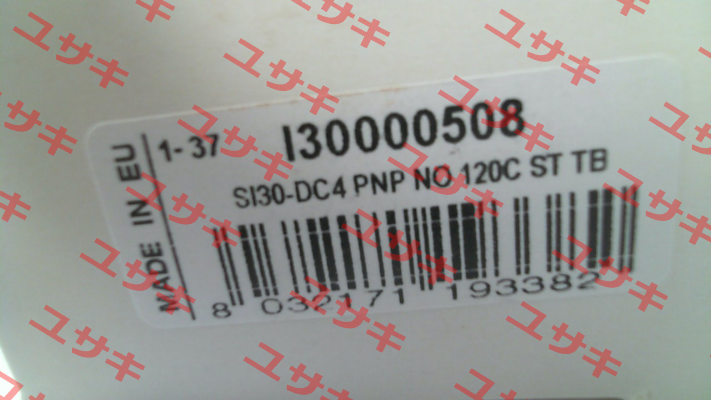 1-37 I30000508
SI30-DC4 PNP NO 120C ST TB
MADE IN EU
8 032171 193382
ユサキ